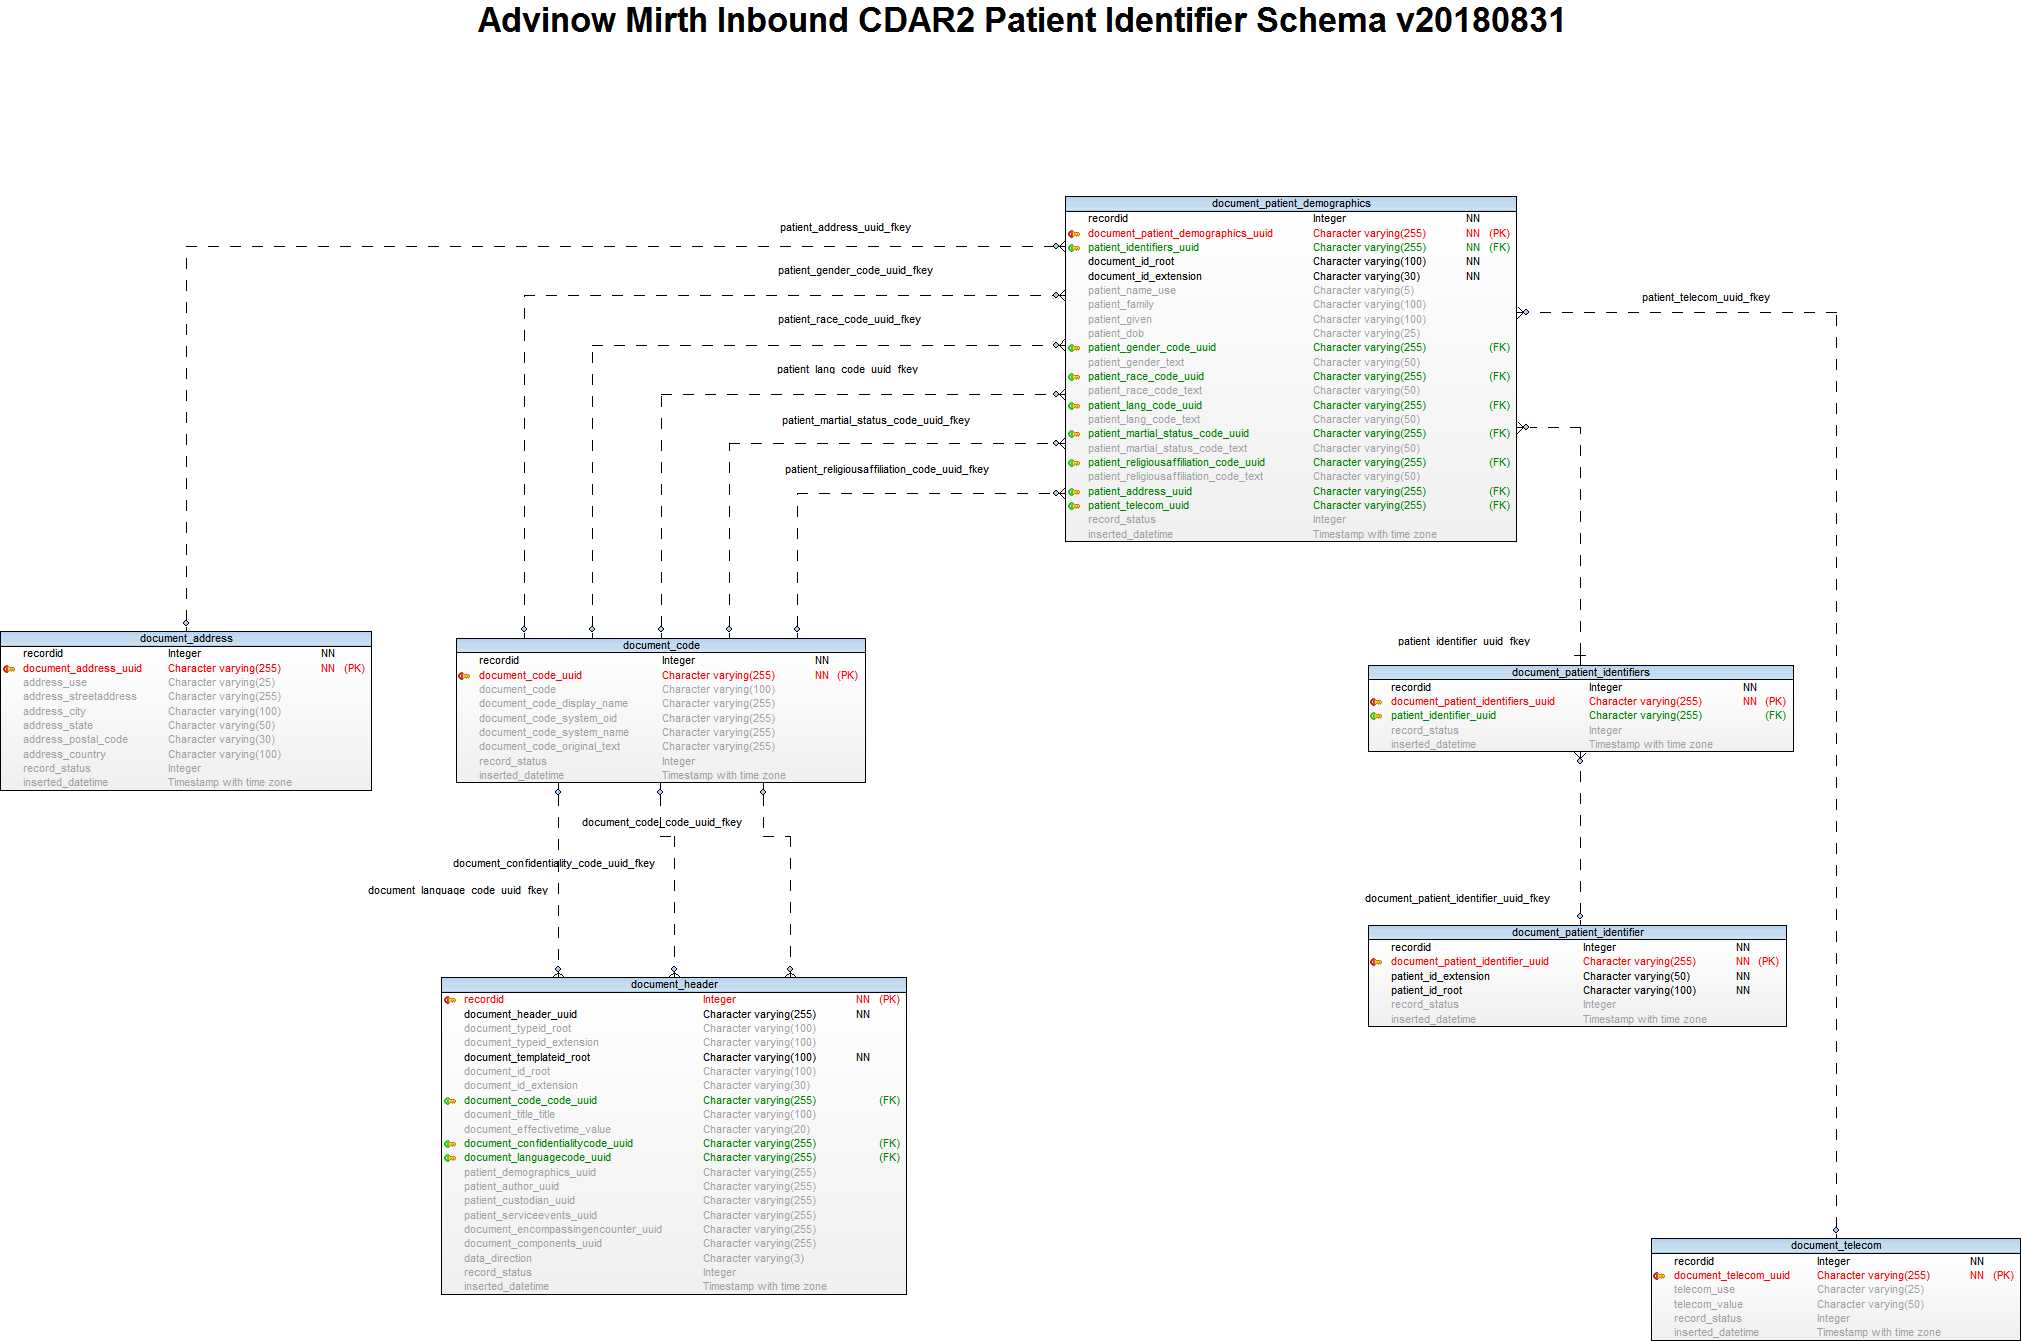 Advinow Mirth Inbound CDAR2 Patient Identifier Schema v20180831
patient_address_uuid_fkey
patient_gender_code_uuid_fkey
patient_race_code_uuid_fkey
patient_lang_code_uuid_fkey
patient_martial_status_code_uuid_fkey
patient_religiousaffiliation_code_uuid_fkey
document_patient_demographics
recordid Integer NN
document_patient_demographics_uuid Character varying(255) NN (PK)
patient_identifiers_uuid Character varying(255) NN (FK)
document_id_root Character varying(100) NN
document_id_extension Character varying(30) NN
patient_name_use Character varying(5)
patient_family Character varying(100)
patient_given Character varying(100)
patient_dob Character varying(25)
patient_gender_code_uuid Character varying(255) (FK)
patient_gender_text Character varying(50)
patient_race_code_uuid Character varying(255) (FK)
patient_race_code_text Character varying(50)
patient_lang_code_uuid Character varying(255) (FK)
patient_lang_code_text Character varying(50)
patient_martial_status_code_uuid Character varying(255) (FK)
patient_martial_status_code_text Character varying(50)
patient_religiousaffiliation_code_uuid Character varying(255) (FK)
patient_religiousaffiliation_code_text Character varying(50)
patient_address_uuid Character varying(255) (FK)
patient_telecom_uuid Character varying(255) (FK)
record_status Integer
inserted_datetime Timestamp with time zone
patient_telecom_uuid_fkey
document_address
recordid Integer NN
document_address_uuid Character varying(255) NN (PK)
address_use Character varying(25)
address_streetaddress Character varying(255)
address_city Character varying(100)
address_state Character varying(50)
address_postal_code Character varying(30)
address_country Character varying(100)
record_status Integer
inserted_datetime Timestamp with time zone
document_code
recordid Integer NN
document_code_uuid Character varying(255) NN (PK)
document_code Character varying(100)
document_code_display_name Character varying(255)
document_code_system_oid Character varying(255)
document_code_system_name Character varying(255)
document_code_original_text Character varying(255)
record_status Integer
inserted_datetime Timestamp with time zone
patient_identifier_uuid_fkey
document_patient_identifiers
recordid Integer NN
document_patient_identifiers_uuid Character varying(255) NN (PK)
patient_identifier_uuid Character varying(255) (FK)
record_status Integer
inserted_datetime Timestamp with time zone
document_code_code_uuid_fkey
document_confidentiality_code_uuid_fkey
document_language_code_uuid_fkey
document_patient_identifier_uuid_fkey
document_patient_identifier
recordid Integer NN
document_patient_identifier_uuid Character varying(255) NN (PK)
patient_id_extension Character varying(50) NN
patient_id_root Character varying(100) NN
record_status Integer
inserted_datetime Timestamp with time zone
document_header
recordid Integer NN (PK)
document_header_uuid Character varying(255) NN
document_typeid_root Character varying(100)
document_typeid_extension Character varying(100)
document_templateid_root Character varying(100) NN
document_id_root Character varying(100)
document_id_extension Character varying(30)
document_code_code_uuid Character varying(255) (FK)
document_title_title Character varying(100)
document_effectivetime_value Character varying(20)
document_confidentialitycode_uuid Character varying(255) (FK)
document_languagecode_uuid Character varying(255) (FK)
patient_demographics_uuid Character varying(255)
patient_author_uuid Character varying(255)
patient_custodian_uuid Character varying(255)
patient_serviceevents_uuid Character varying(255)
document_encompassingencounter_uuid Character varying(255)
document_components_uuid Character varying(255)
data_direction Character varying(3)
record_status Integer
inserted_datetime Timestamp with time zone
document_telecom
recordid Integer NN
document_telecom_uuid Character varying(255) NN (PK)
telecom_use Character varying(25)
telecom_value Character varying(50)
record_status Integer
inserted_datetime Timestamp with time zone